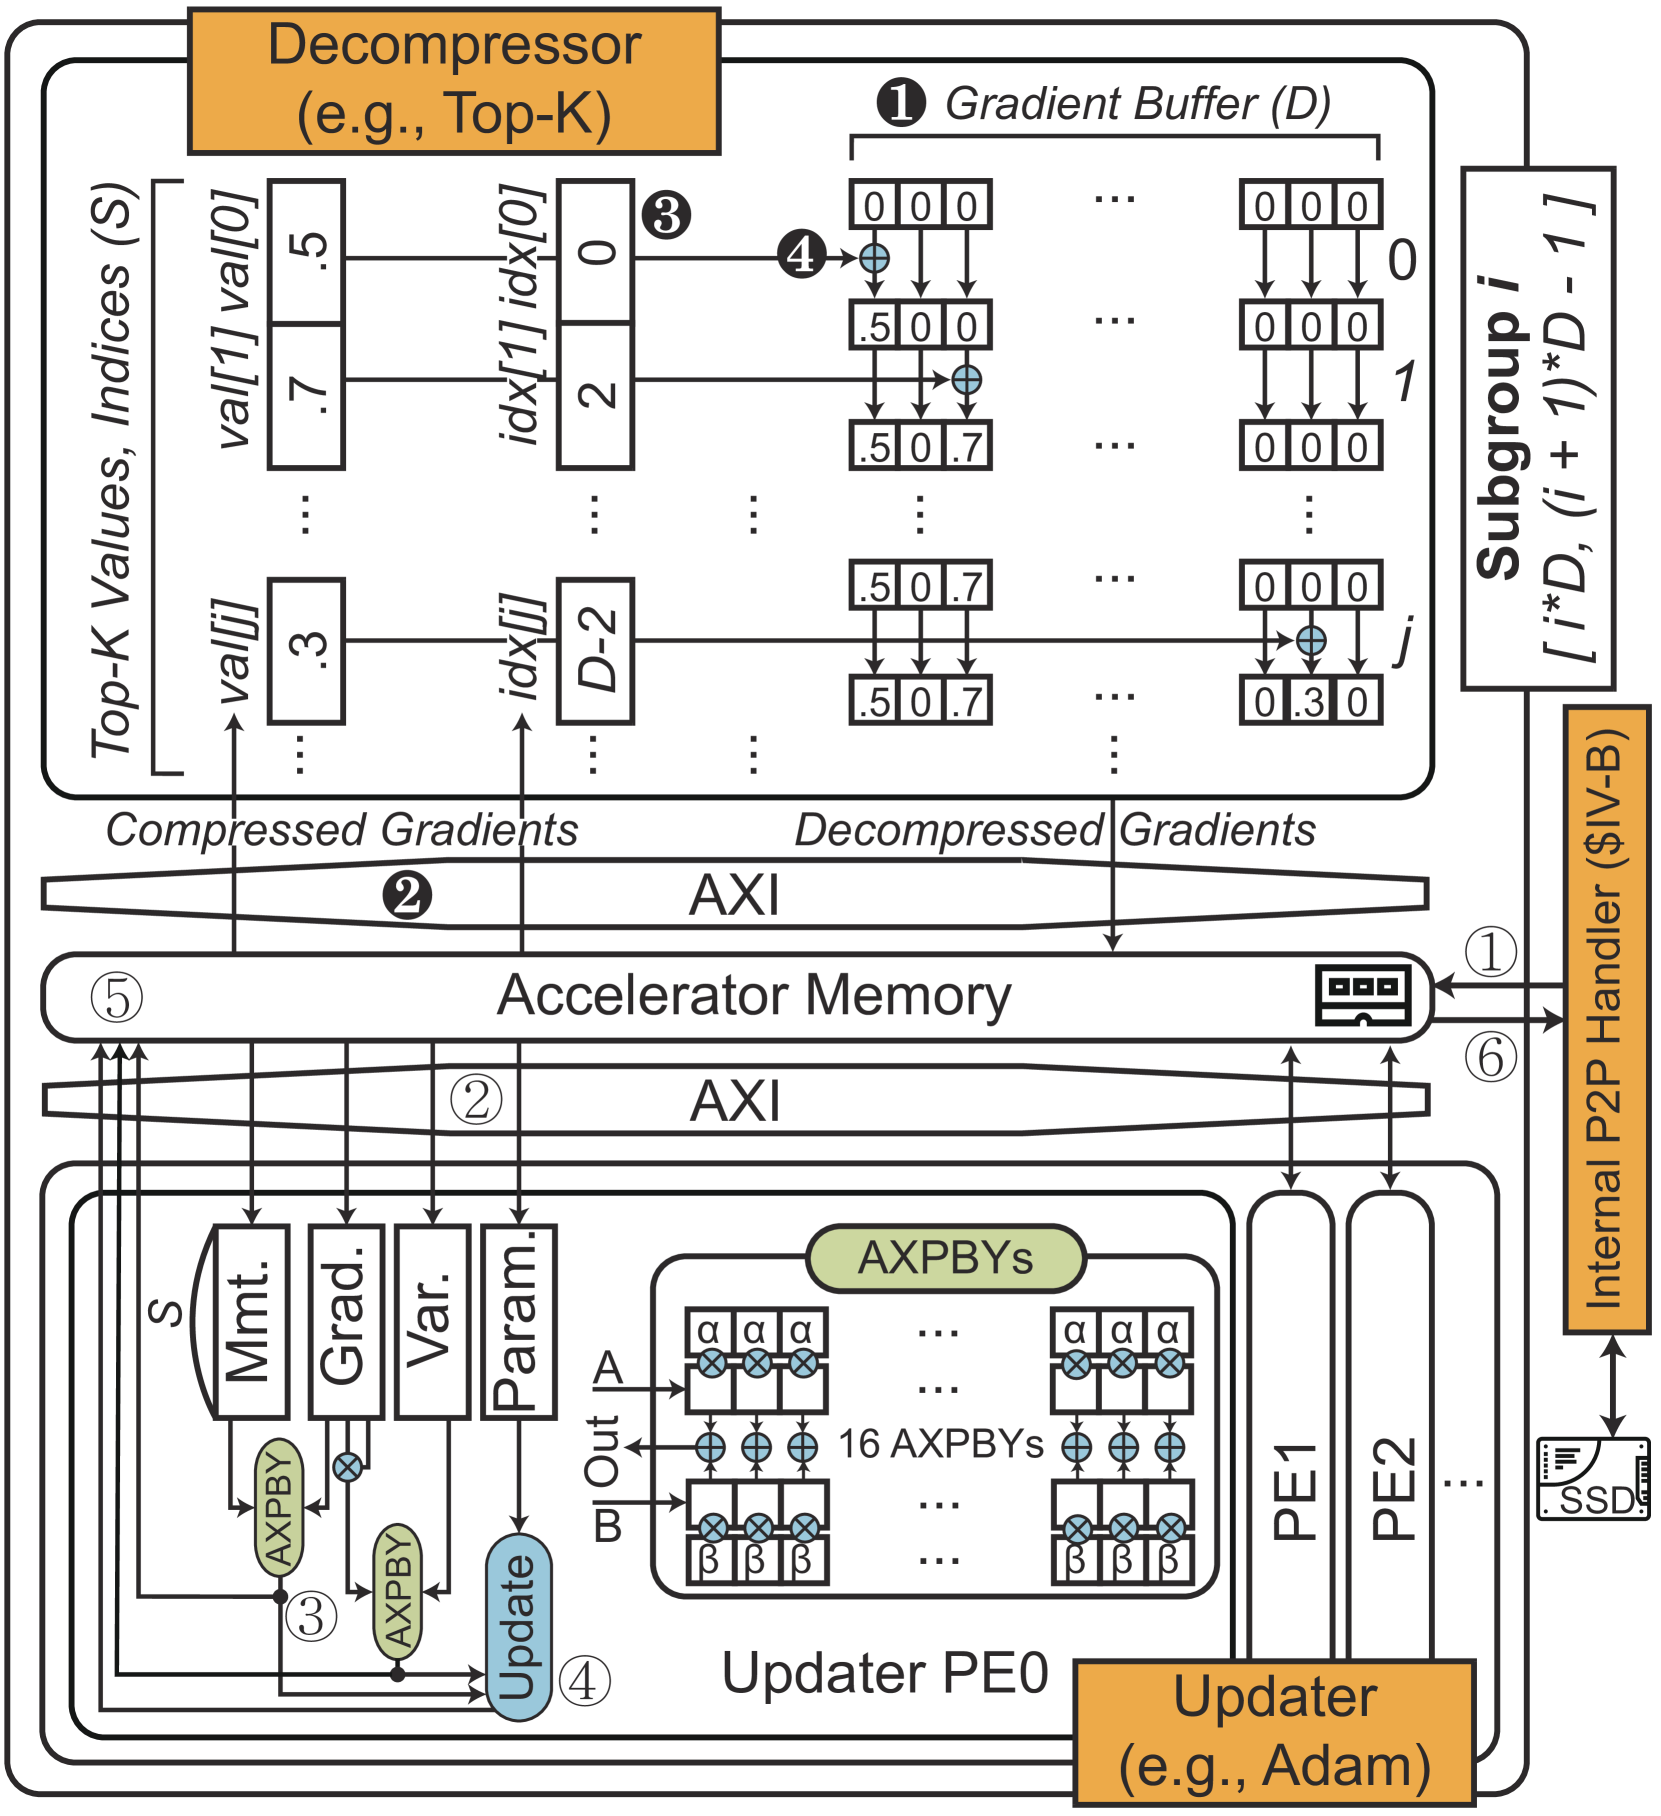 Decompressor
(e.g., Top-K)
❶ Gradient Buffer (D)
Top-K Values, Indices (S)
val[1] val[0]
.5
.7
idx[1] idx[0]
0
2
❸
❹
0 0 0 ... 0 0 0
0
.5 0 0 ... 0 0 0
1
.5 0 .7 ... 0 0 0
... ... ... ... ...
val[j]
.3
idx[j]
D-2
.5 0 .7 ... 0 0 0
j
.5 0 .7 ... 0 .3 0
... ... ... ...
Subgroup i
[ i*D, (i + 1)*D - 1 ]
Compressed Gradients
Decompressed Gradients
❷
AXI
⑤
Accelerator Memory
①
⑥
Internal P2P Handler ($IV-B)
②
AXI
S
Mmt.
Grad.
Var.
Param.
AXPBY
AXPBY
③
Update
④
AXPBYs
α α α ... α α α
A
...
Out
16 AXPBYs
B
...
β β β ... β β β
Updater PE0
PE1
PE2
...
SSD
Updater
(e.g., Adam)